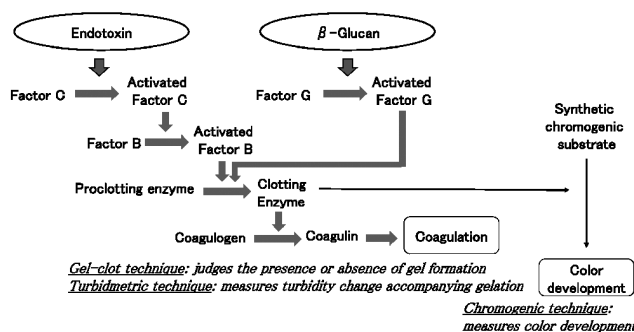 Endotoxin
β-Glucan
Factor C
Activated
Factor C
Factor G
Activated
Factor G
Factor B
Activated
Factor B
Synthetic
chromogenic
substrate
Proclotting enzyme
Clotting
Enzyme
Coagulogen
Coagulin
Coagulation
Gel-clot technique: judges the presence or absence of gel formation
Turbidmetric technique: measures turbidity change accompanying gelation
Color
development
Chromogenic technique:
measures color development